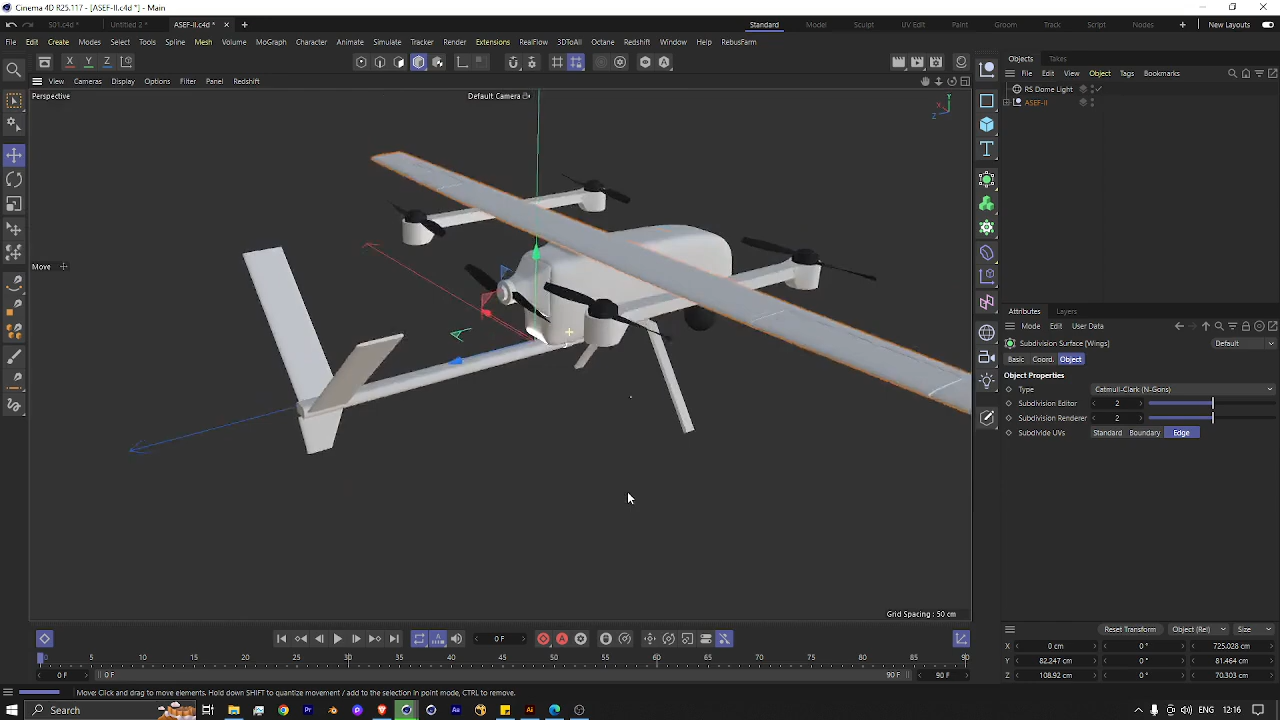 Cinema 4D R25.117 - [ASEF-II.c4d *] - Main
S01.c4d *
Untitled 2 *
ASEF-II.c4d *
Standard
Model
Sculpt
UV Edit
Paint
Groom
Track
Script
Nodes
New Layouts
File Edit Create Modes Select Tools Spline Mesh Volume MoGraph Character Animate Simulate Tracker Render Extensions RealFlow 3DToAll Octane Redshift Window Help RebusFarm
X Y Z
Objects Takes
View Cameras Display Options Filter Panel Redshift
File Edit View Object Tags Bookmarks
Perspective
Default Camera
RS Dome Light
ASEF-II
Y
X
Z
Move
Attributes Layers
Mode Edit User Data
Subdivision Surface [Wings]
Default
Basic Coord. Object
Object Properties
Type Catmull-Clark (N-Gons)
Subdivision Editor 2
Subdivision Renderer 2
Subdivide UVs Standard Boundary Edge
Grid Spacing : 50 cm
0 F
Reset Transform Object (Rel) Size
0 5 10 15 20 25 30 35 40 45 50 55 60 65 70 75 80 85 90
X 0 cm 0 ° 725.028 cm
Y 82.247 cm 0 ° 81.464 cm
Z 108.92 cm 0 ° 70.303 cm
0 F 0 F 90 F 90 F
Move: Click and drag to move elements. Hold down SHIFT to quantize movement / add to the selection in point mode, CTRL to remove.
Search
12:16